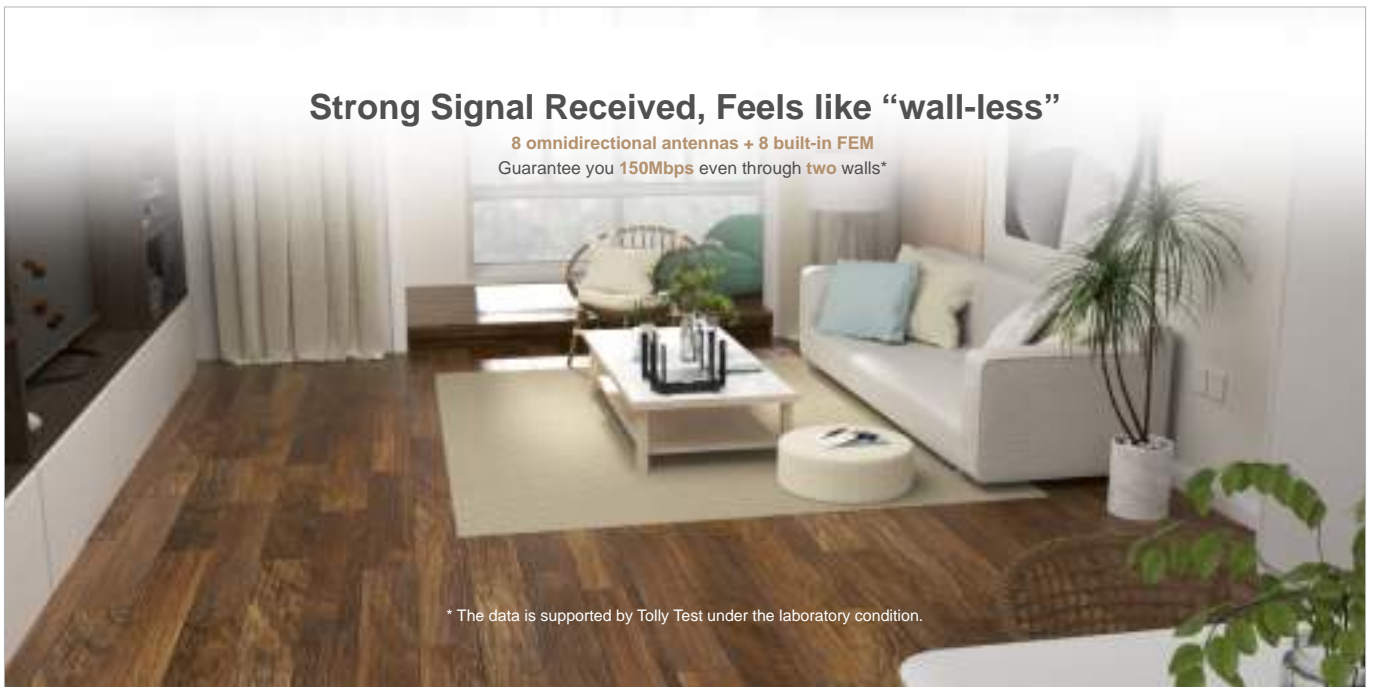 Strong Signal Received, Feels like “wall-less”
8 omnidirectional antennas + 8 built-in FEM
Guarantee you 150Mbps even through two walls*
* The data is supported by Tolly Test under the laboratory condition.